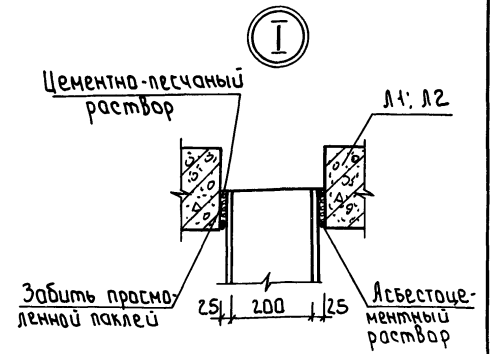 I
Цементно-песчаный
раствор
Л1; Л2
Забить просмо-
ленной паклей
25 200 25
Асбестоце-
ментный
раствор